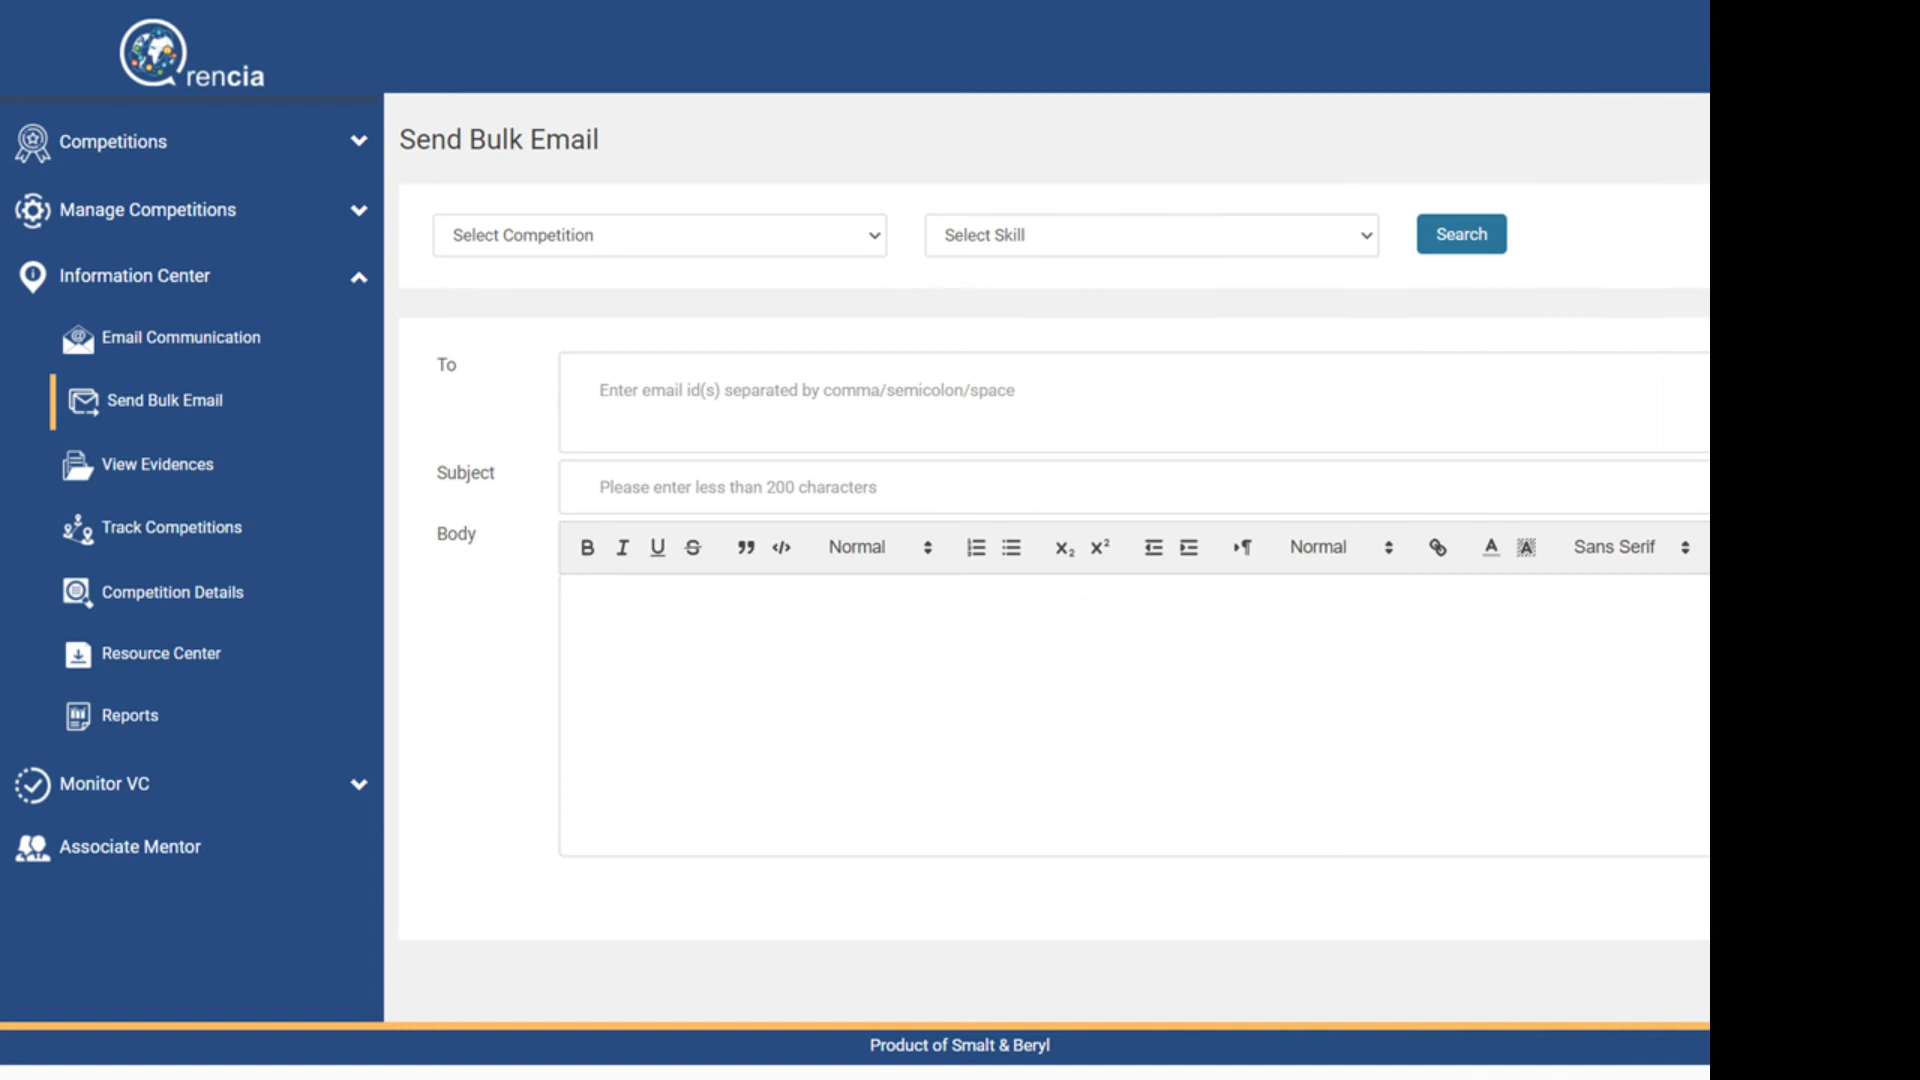 rencia
Competitions
Manage Competitions
Information Center
Email Communication
Send Bulk Email
View Evidences
Track Competitions
Competition Details
Resource Center
Reports
Monitor VC
Associate Mentor
Send Bulk Email
Select Competition
Select Skill
Search
To
Enter email id(s) separated by comma/semicolon/space
Subject
Please enter less than 200 characters
Body
B I U S Normal X2 X2 Normal A A Sans Serif
Product of Smalt & Beryl